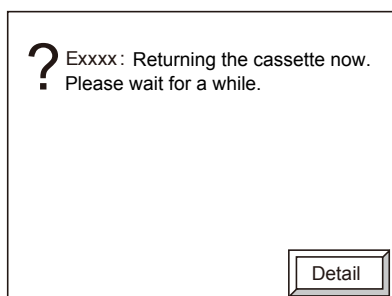 ? Exxxx: Returning the cassette now.
Please wait for a while.
Detail